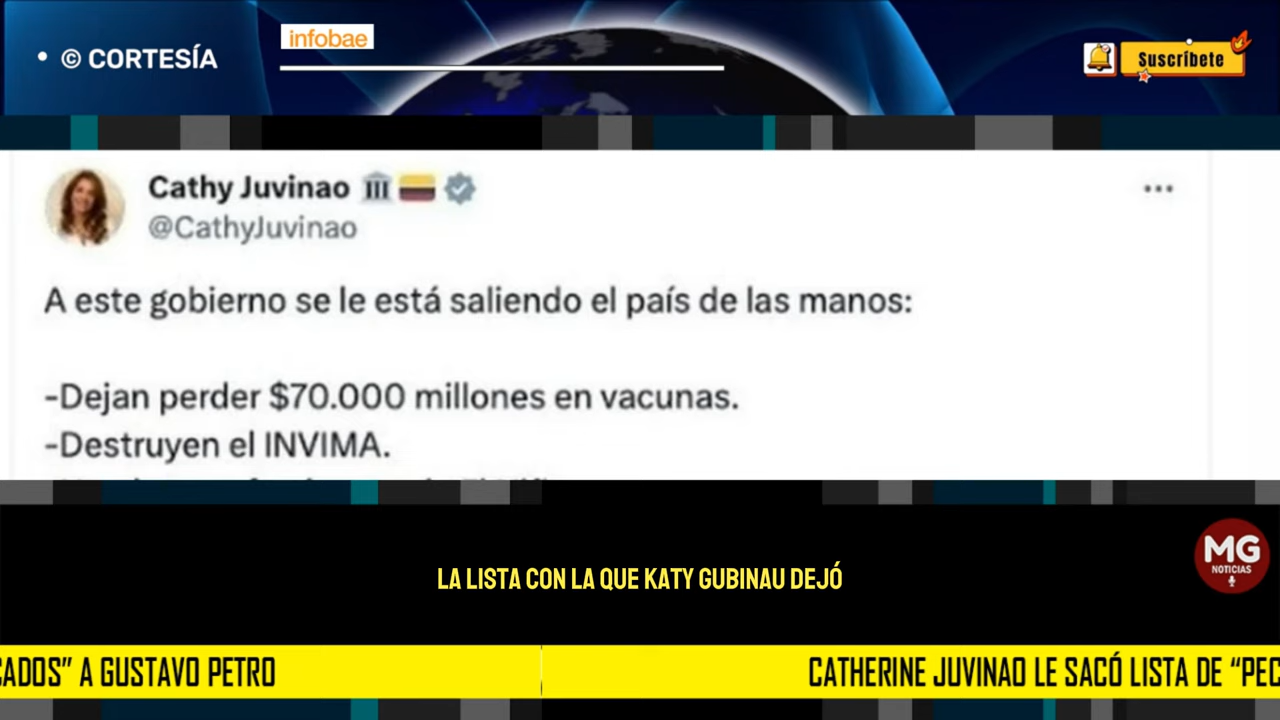 © CORTESÍA
infobae
Suscríbete
Cathy Juvinao
@CathyJuvinao
A este gobierno se le está saliendo el país de las manos:
-Dejan perder $70.000 millones en vacunas.
-Destruyen el INVIMA.
LA LISTA CON LA QUE KATY GUBINAU DEJÓ
MG
NOTICIAS
CADOS” A GUSTAVO PETRO
CATHERINE JUVINAO LE SACÓ LISTA DE “PEC